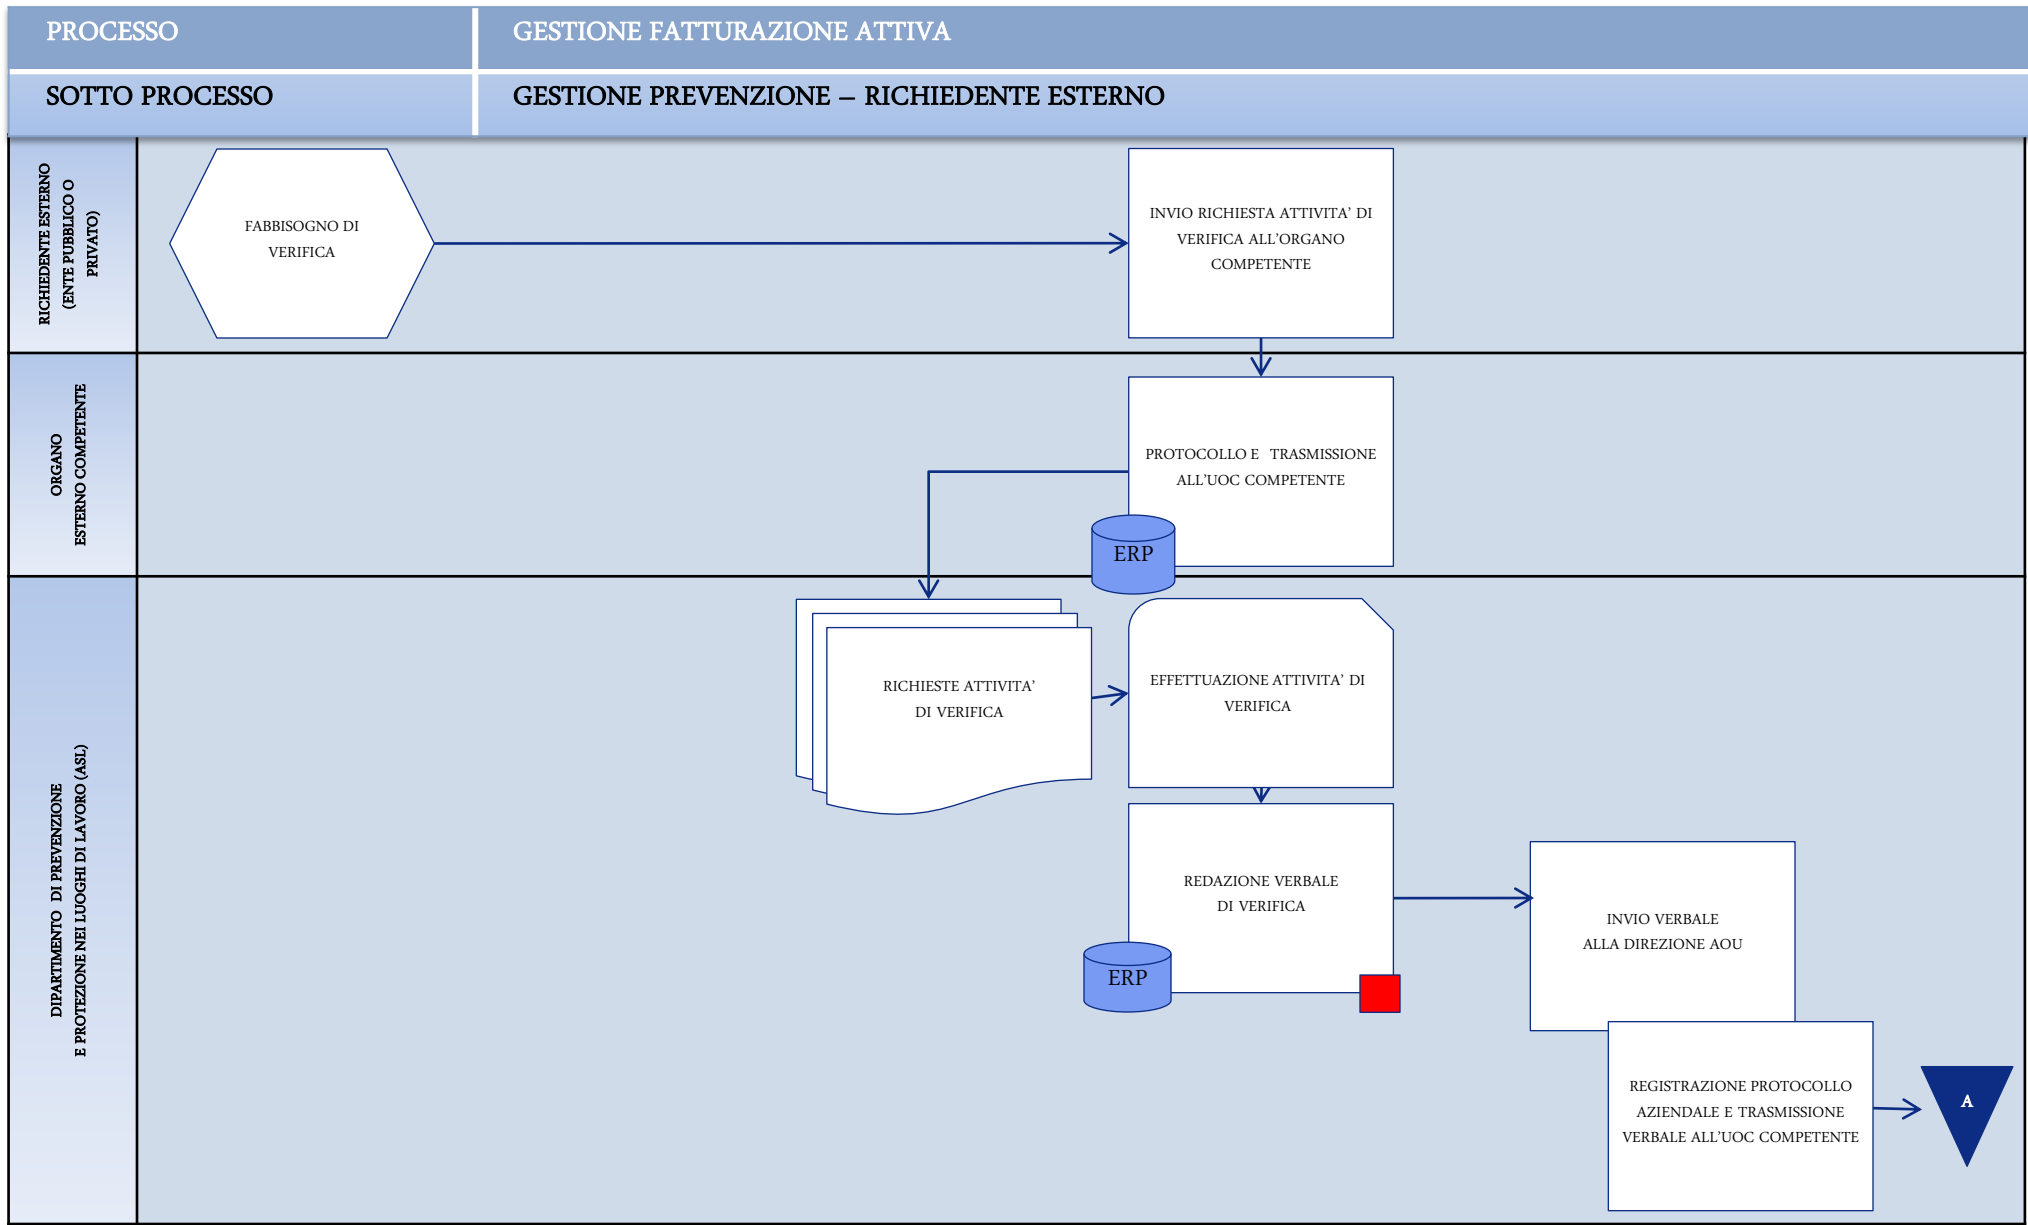 PROCESSO
GESTIONE FATTURAZIONE ATTIVA
SOTTO PROCESSO
GESTIONE PREVENZIONE – RICHIEDENTE ESTERNO
RICHIEDENTE ESTERNO
(ENTE PUBBLICO O
PRIVATO)
FABBISOGNO DI
VERIFICA
INVIO RICHIESTA ATTIVITA’ DI
VERIFICA ALL’ORGANO
COMPETENTE
ORGANO
ESTERNO COMPETENTE
PROTOCOLLO E TRASMISSIONE
ALL’UOC COMPETENTE
ERP
DIPARTIMENTO DI PREVENZIONE
E PROTEZIONE NEI LUOGHI DI LAVORO (ASL)
RICHIESTE ATTIVITA’
DI VERIFICA
EFFETTUAZIONE ATTIVITA’ DI
VERIFICA
REDAZIONE VERBALE
DI VERIFICA
ERP
INVIO VERBALE
ALLA DIREZIONE AOU
REGISTRAZIONE PROTOCOLLO
AZIENDALE E TRASMISSIONE
VERBALE ALL’UOC COMPETENTE
A